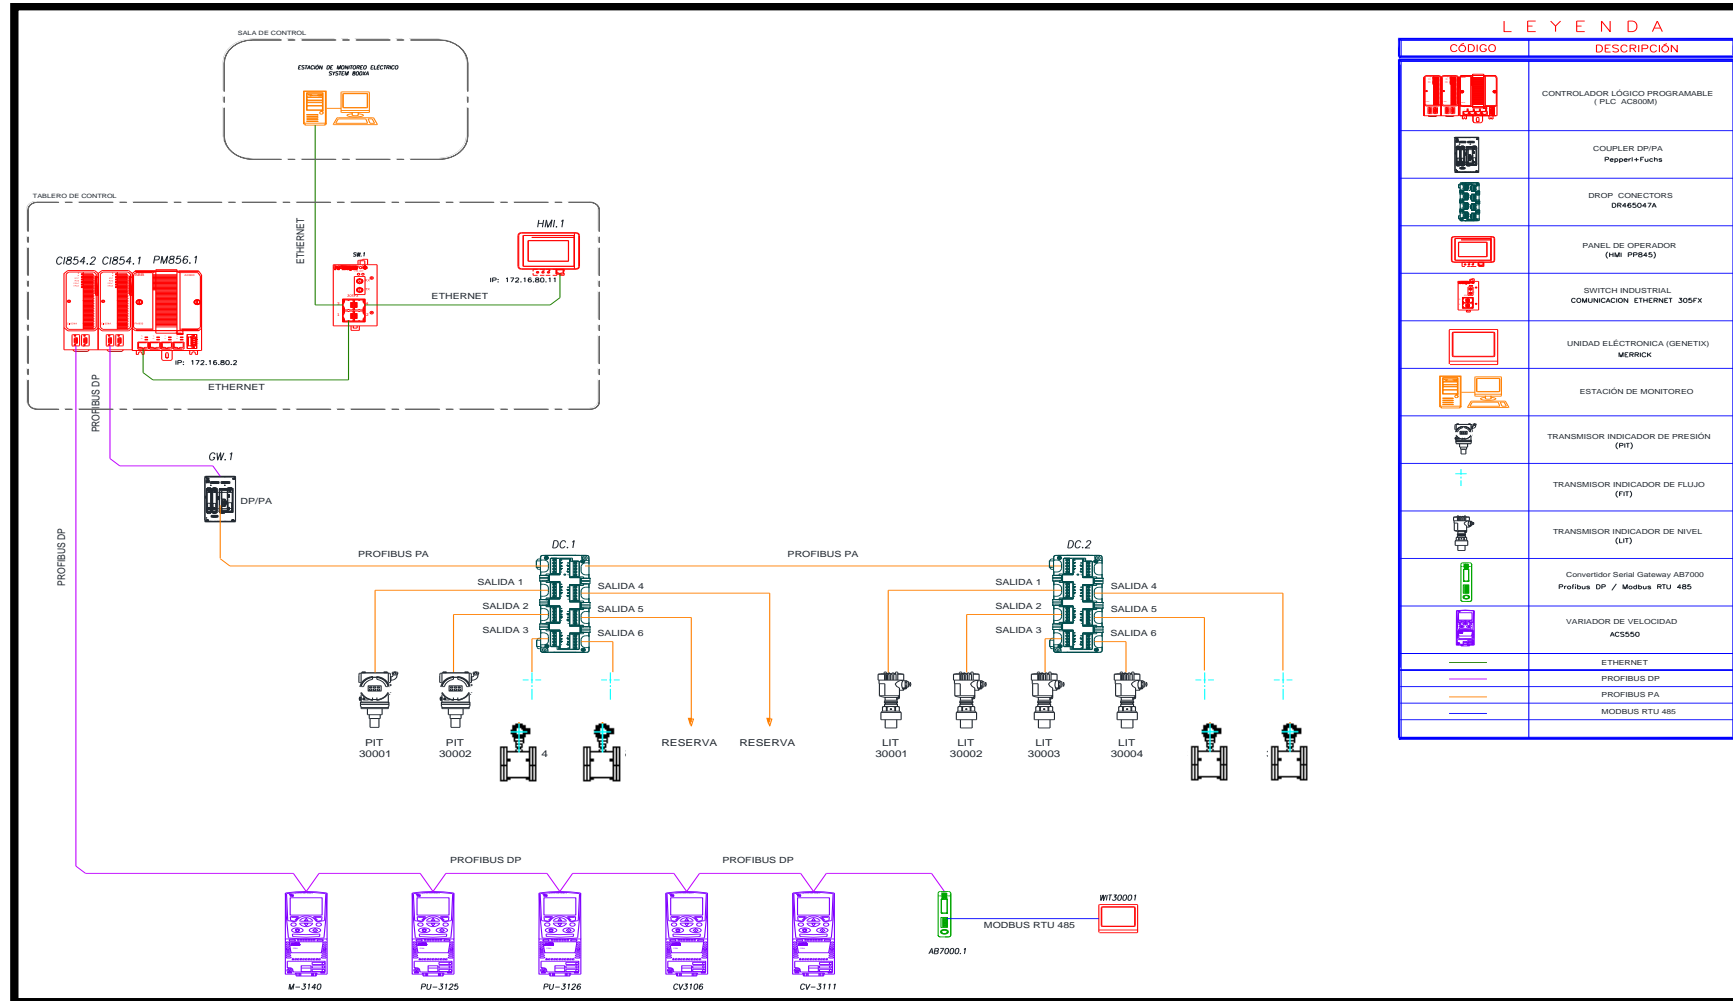 SALA DE CONTROL
ESTACIÓN DE MONITOREO ELÉCTRICO
SYSTEM 800XA
TABLERO DE CONTROL
ETHERNET
HMI.1
IP: 172.16.80.11
SW.1
ETHERNET
CI854.2
CI854.1
PM856.1
IP: 172.16.80.2
ETHERNET
PROFIBUS DP
PROFIBUS DP
GW.1
DP/PA
PROFIBUS PA
DC.1
PROFIBUS PA
DC.2
SALIDA 1
SALIDA 2
SALIDA 3
SALIDA 4
SALIDA 5
SALIDA 6
SALIDA 1
SALIDA 2
SALIDA 3
SALIDA 4
SALIDA 5
SALIDA 6
PIT
30001
PIT
30002
4
RESERVA
RESERVA
LIT
30001
LIT
30002
LIT
30003
LIT
30004
PROFIBUS DP
PROFIBUS DP
M-3140
PU-3125
PU-3126
CV3106
CV-3111
AB7000.1
MODBUS RTU 485
WIT30001
LEYENDA
CÓDIGO
DESCRIPCIÓN
CONTROLADOR LÓGICO PROGRAMABLE
( PLC AC800M)
COUPLER DP/PA
Pepperl+Fuchs
DROP CONECTORS
DR465047A
PANEL DE OPERADOR
(HMI PP845)
SWITCH INDUSTRIAL
COMUNICACION ETHERNET 305FX
UNIDAD ELÉCTRONICA (GENETIX)
MERRICK
ESTACIÓN DE MONITOREO
TRANSMISOR INDICADOR DE PRESIÓN
(PIT)
TRANSMISOR INDICADOR DE FLUJO
(FIT)
TRANSMISOR INDICADOR DE NIVEL
(LIT)
Convertidor Serial Gateway AB7000
Profibus DP / Modbus RTU 485
VARIADOR DE VELOCIDAD
ACS550
ETHERNET
PROFIBUS DP
PROFIBUS PA
MODBUS RTU 485